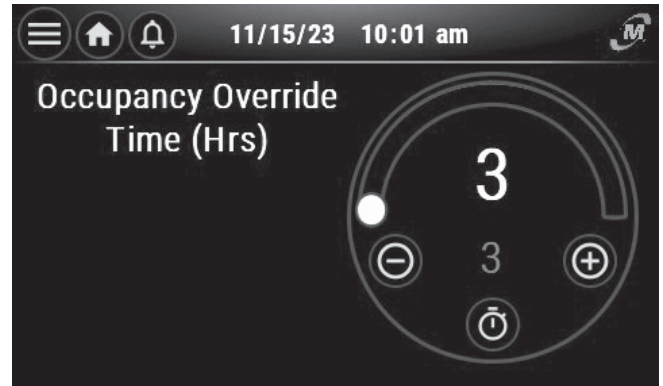 11/15/23 10:01 am
M
Occupancy Override
Time (Hrs)
3
3